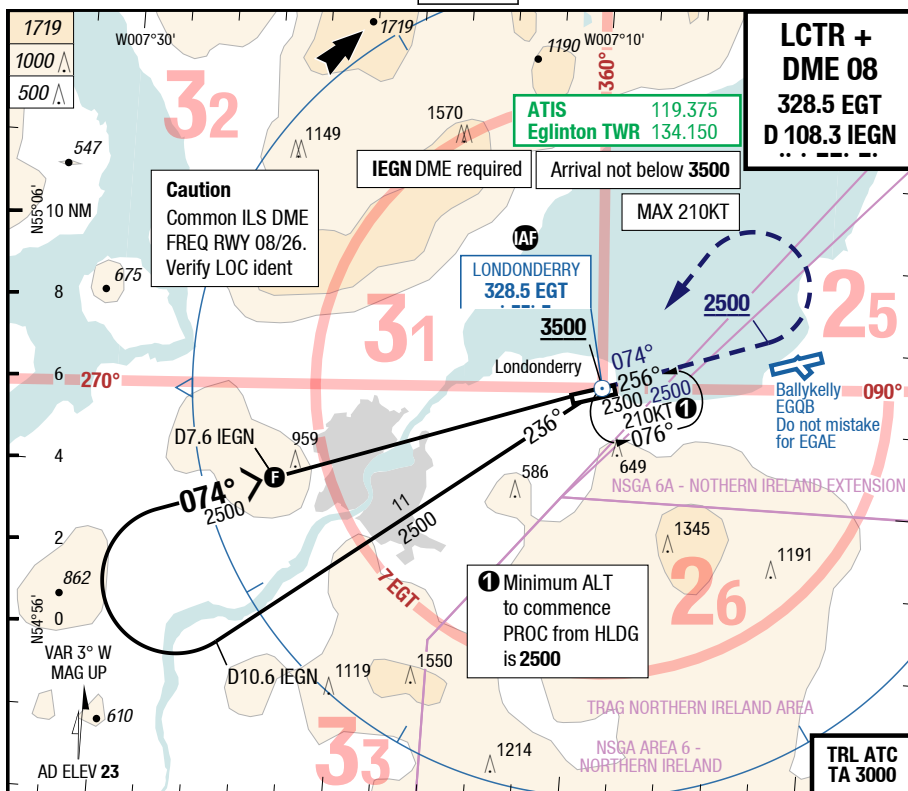 1719
1000
500
W007°30'
1719
1190
W007°10'
360°
LCTR +
DME 08
328.5 EGT
D 108.3 IEGN
32
ATIS 119.375
Eglinton TWR 134.150
1570
1149
547
IEGN DME required
Arrival not below 3500
MAX 210KT
Caution
Common ILS DME
FREQ RWY 08/26.
Verify LOC ident
N55°06'
10 NM
IAF
LONDONDERRY
328.5 EGT
675
8
31
2500
25
3500
074°
Londonderry
6
270°
256°
2300 2500
210KT 1
076°
090°
Ballykelly
EGQB
Do not mistake
for EGAE
236°
D7.6 IEGN
959
F
4
649
586
NSGA 6A - NOTHERN IRELAND EXTENSION
074°
2500
11
2500
2
1345
1191
26
7 EGT
862
1 Minimum ALT
to commence
PROC from HLDG
is 2500
0
N54°56'
VAR 3° W
MAG UP
D10.6 IEGN
1119
1550
610
33
TRAG NORTHERN IRELAND AREA
NSGA AREA 6 -
NORTHERN IRELAND
1214
AD ELEV 23
TRL ATC
TA 3000